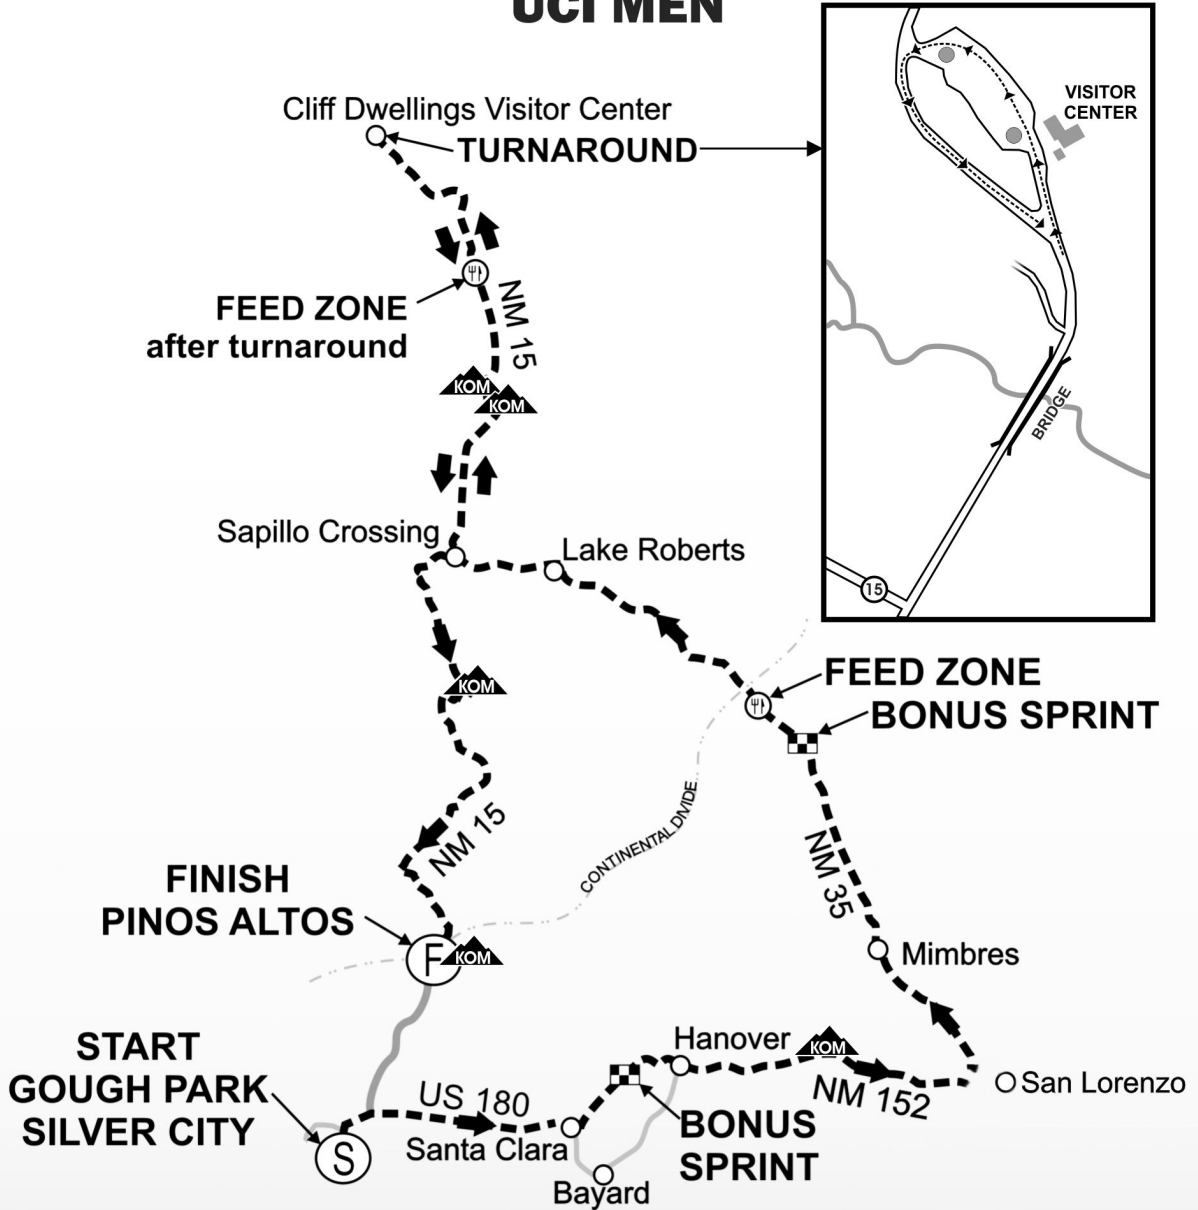 UCI MEN
Cliff Dwellings Visitor Center
TURNAROUND
VISITOR
CENTER
FEED ZONE
after turnaround
NM 15
KOM
KOM
BRIDGE
15
Sapillo Crossing
Lake Roberts
KOM
FEED ZONE
BONUS SPRINT
CONTINENTAL DIVIDE
NM 15
NM 35
FINISH
PINOS ALTOS
F
KOM
Mimbres
START
GOUGH PARK
SILVER CITY
S
US 180
Santa Clara
Bayard
Hanover
KOM
NM 152
San Lorenzo
BONUS
SPRINT